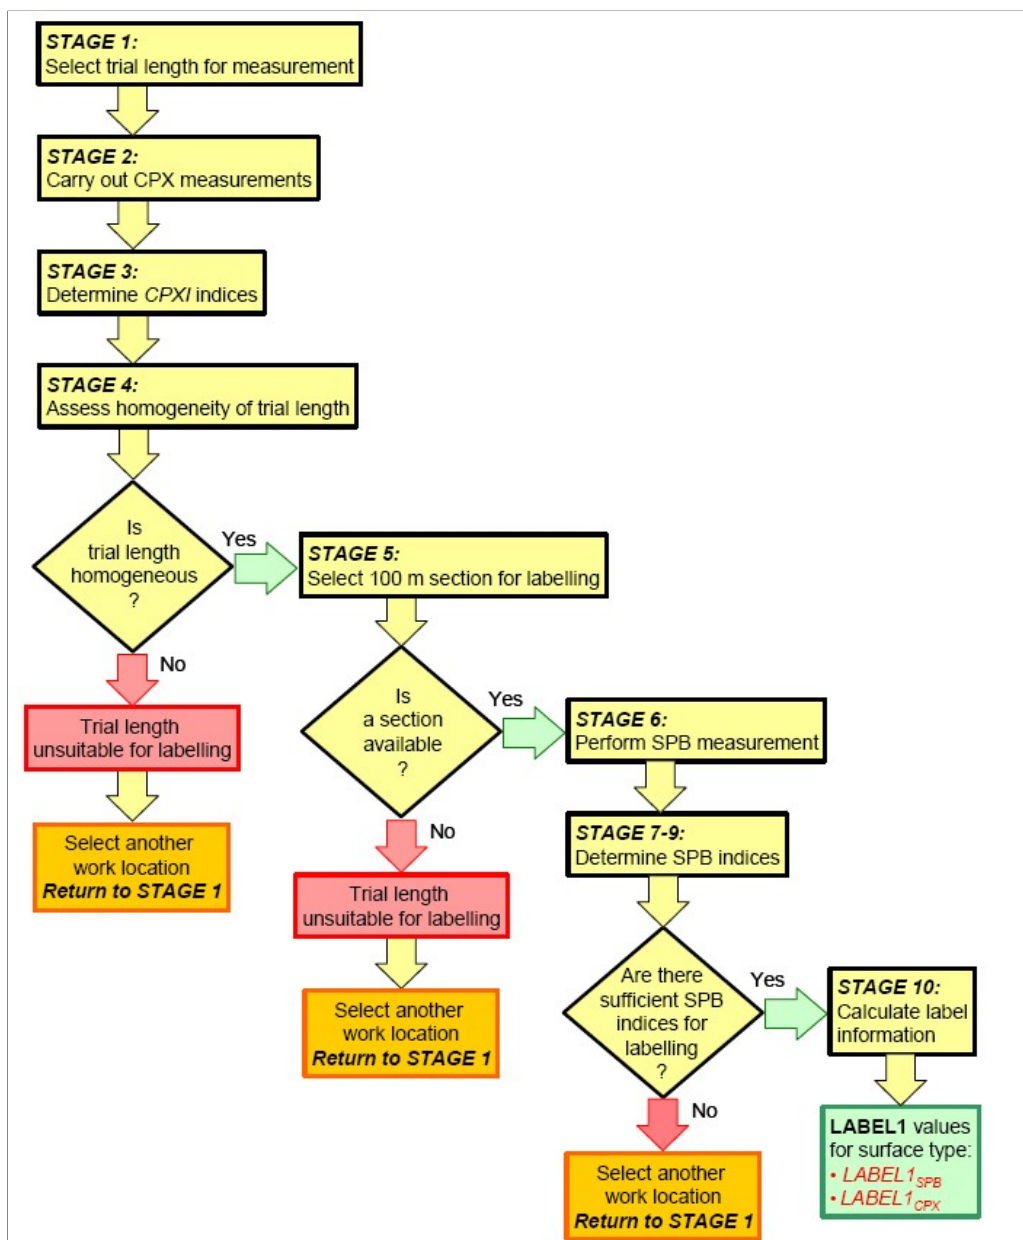 STAGE 1:
Select trial length for measurement
STAGE 2:
Carry out CPX measurements
STAGE 3:
Determine CPXI indices
STAGE 4:
Assess homogeneity of trial length
Is
trial length
homogeneous
?
Yes
No
Trial length
unsuitable for labelling
Select another
work location
Return to STAGE 1
STAGE 5:
Select 100 m section for labelling
Is
a section
available
?
Yes
No
Trial length
unsuitable for labelling
Select another
work location
Return to STAGE 1
STAGE 6:
Perform SPB measurement
STAGE 7-9:
Determine SPB indices
Are there
sufficient SPB
indices for
labelling
?
Yes
No
Select another
work location
Return to STAGE 1
STAGE 10:
Calculate label
information
LABEL1 values
for surface type:
• LABEL1SPB
• LABEL1CPX